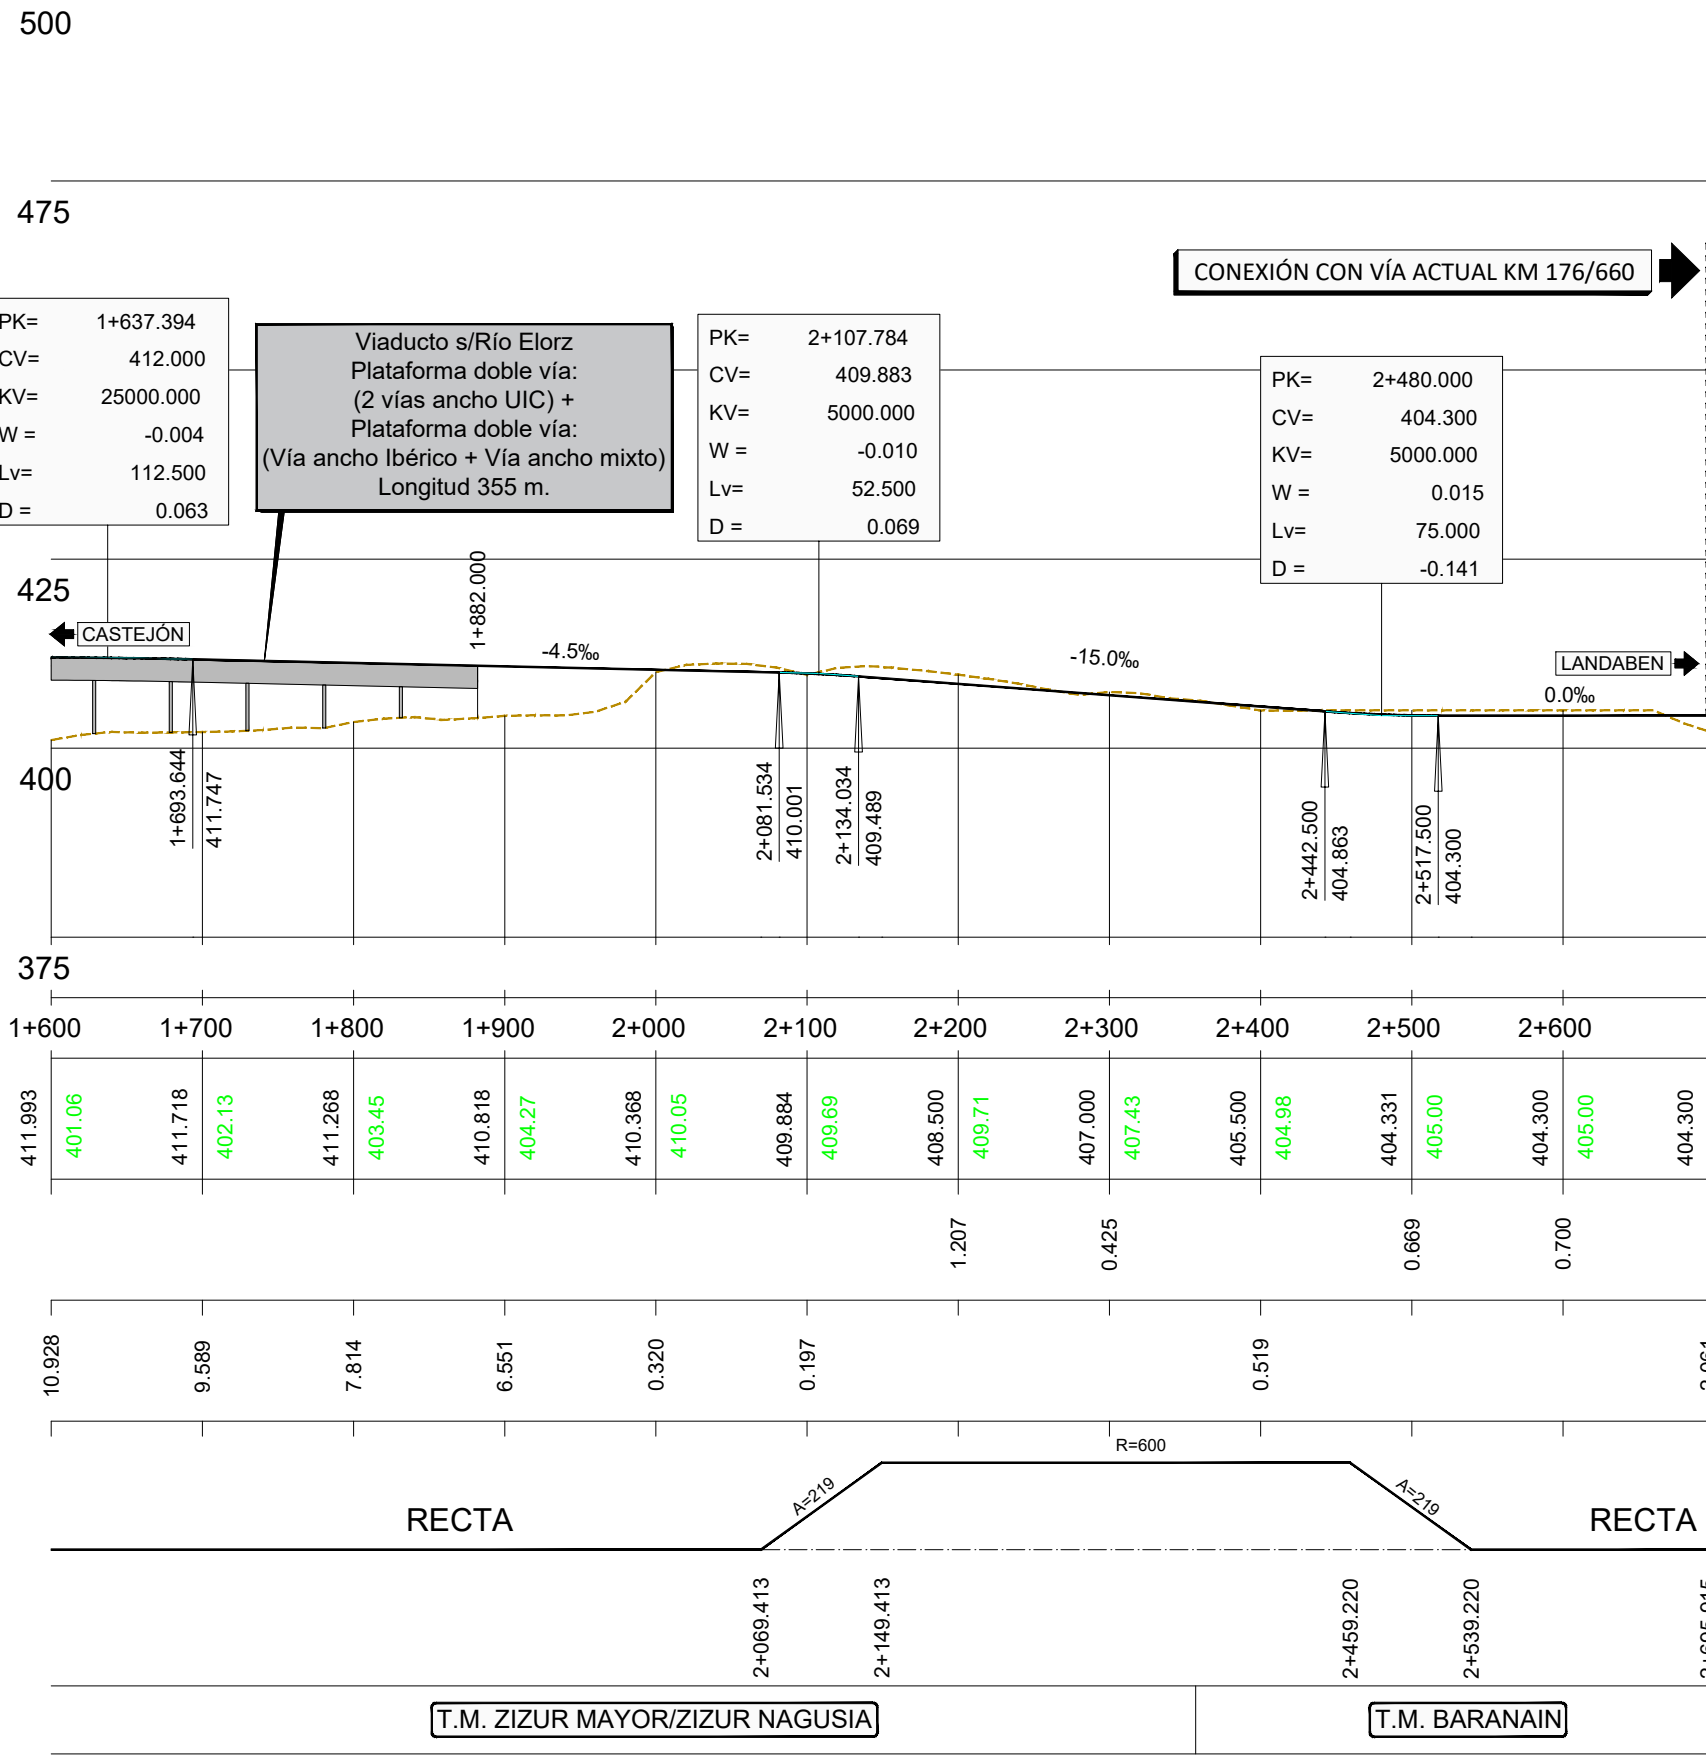 500
475
CONEXIÓN CON VÍA ACTUAL KM 176/660
PK= 1+637.394
CV= 412.000
KV= 25000.000
W = -0.004
Lv= 112.500
D = 0.063
Viaducto s/Río Elorz
Plataforma doble vía:
(2 vías ancho UIC) +
Plataforma doble vía:
(Vía ancho Ibérico + Vía ancho mixto)
Longitud 355 m.
PK= 2+107.784
CV= 409.883
KV= 5000.000
W = -0.010
Lv= 52.500
D = 0.069
PK= 2+480.000
CV= 404.300
KV= 5000.000
W = 0.015
Lv= 75.000
D = -0.141
425
1+882.000
CASTEJÓN
-4.5‰
-15.0‰
LANDABEN
0.0‰
400
1+693.644
411.747
2+081.534
410.001
2+134.034
409.489
2+442.500
404.863
2+517.500
404.300
375
1+600 1+700 1+800 1+900 2+000 2+100 2+200 2+300 2+400 2+500 2+600
411.993 401.06 411.718 402.13 411.268 403.45 410.818 404.27 410.368 410.05 409.884 409.69 408.500 409.71 407.000 407.43 405.500 404.98 404.331 405.00 404.300 405.00 404.300
1.207 0.425 0.669 0.700
10.928 9.589 7.814 6.551 0.320 0.197 0.519
R=600
A=219
A=219
RECTA
RECTA
2+069.413 2+149.413 2+459.220 2+539.220
T.M. ZIZUR MAYOR/ZIZUR NAGUSIA
T.M. BARANAIN